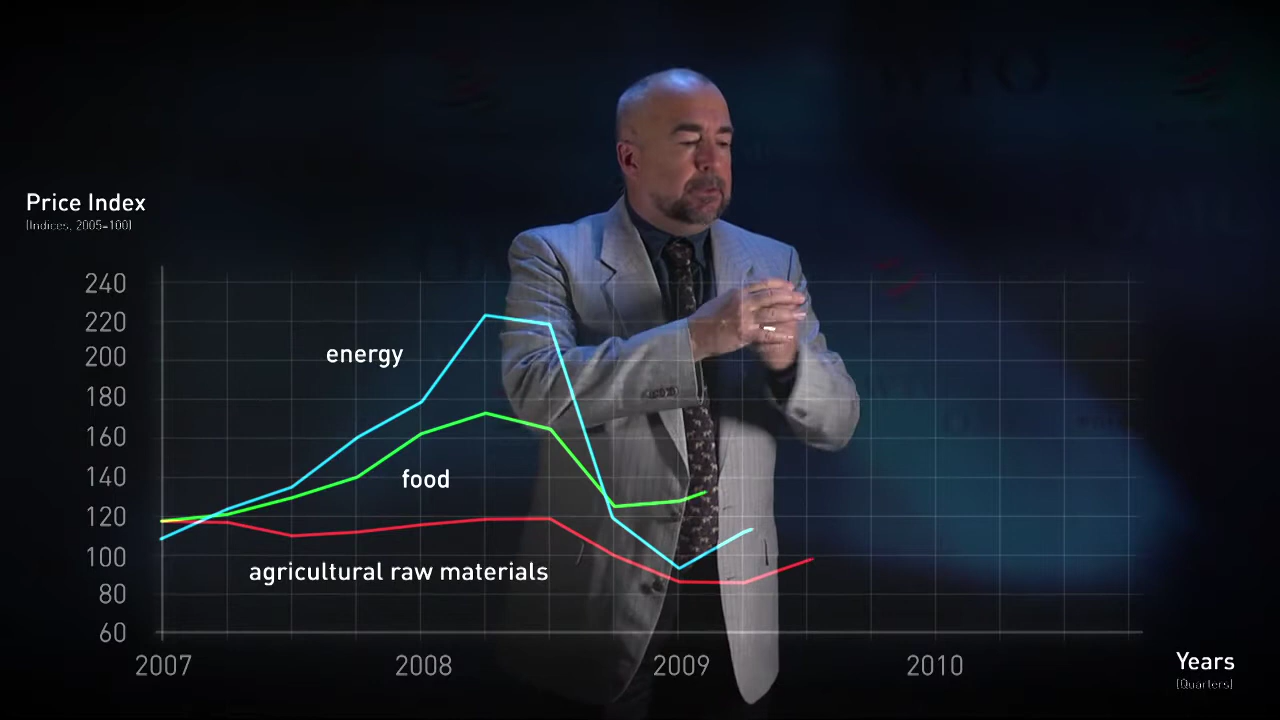 Price Index
(Indices, 2005=100)
240
220
200
180
160
140
120
100
80
60
energy
food
agricultural raw materials
2007 2008 2009 2010
Years
(Quarters)
WTO